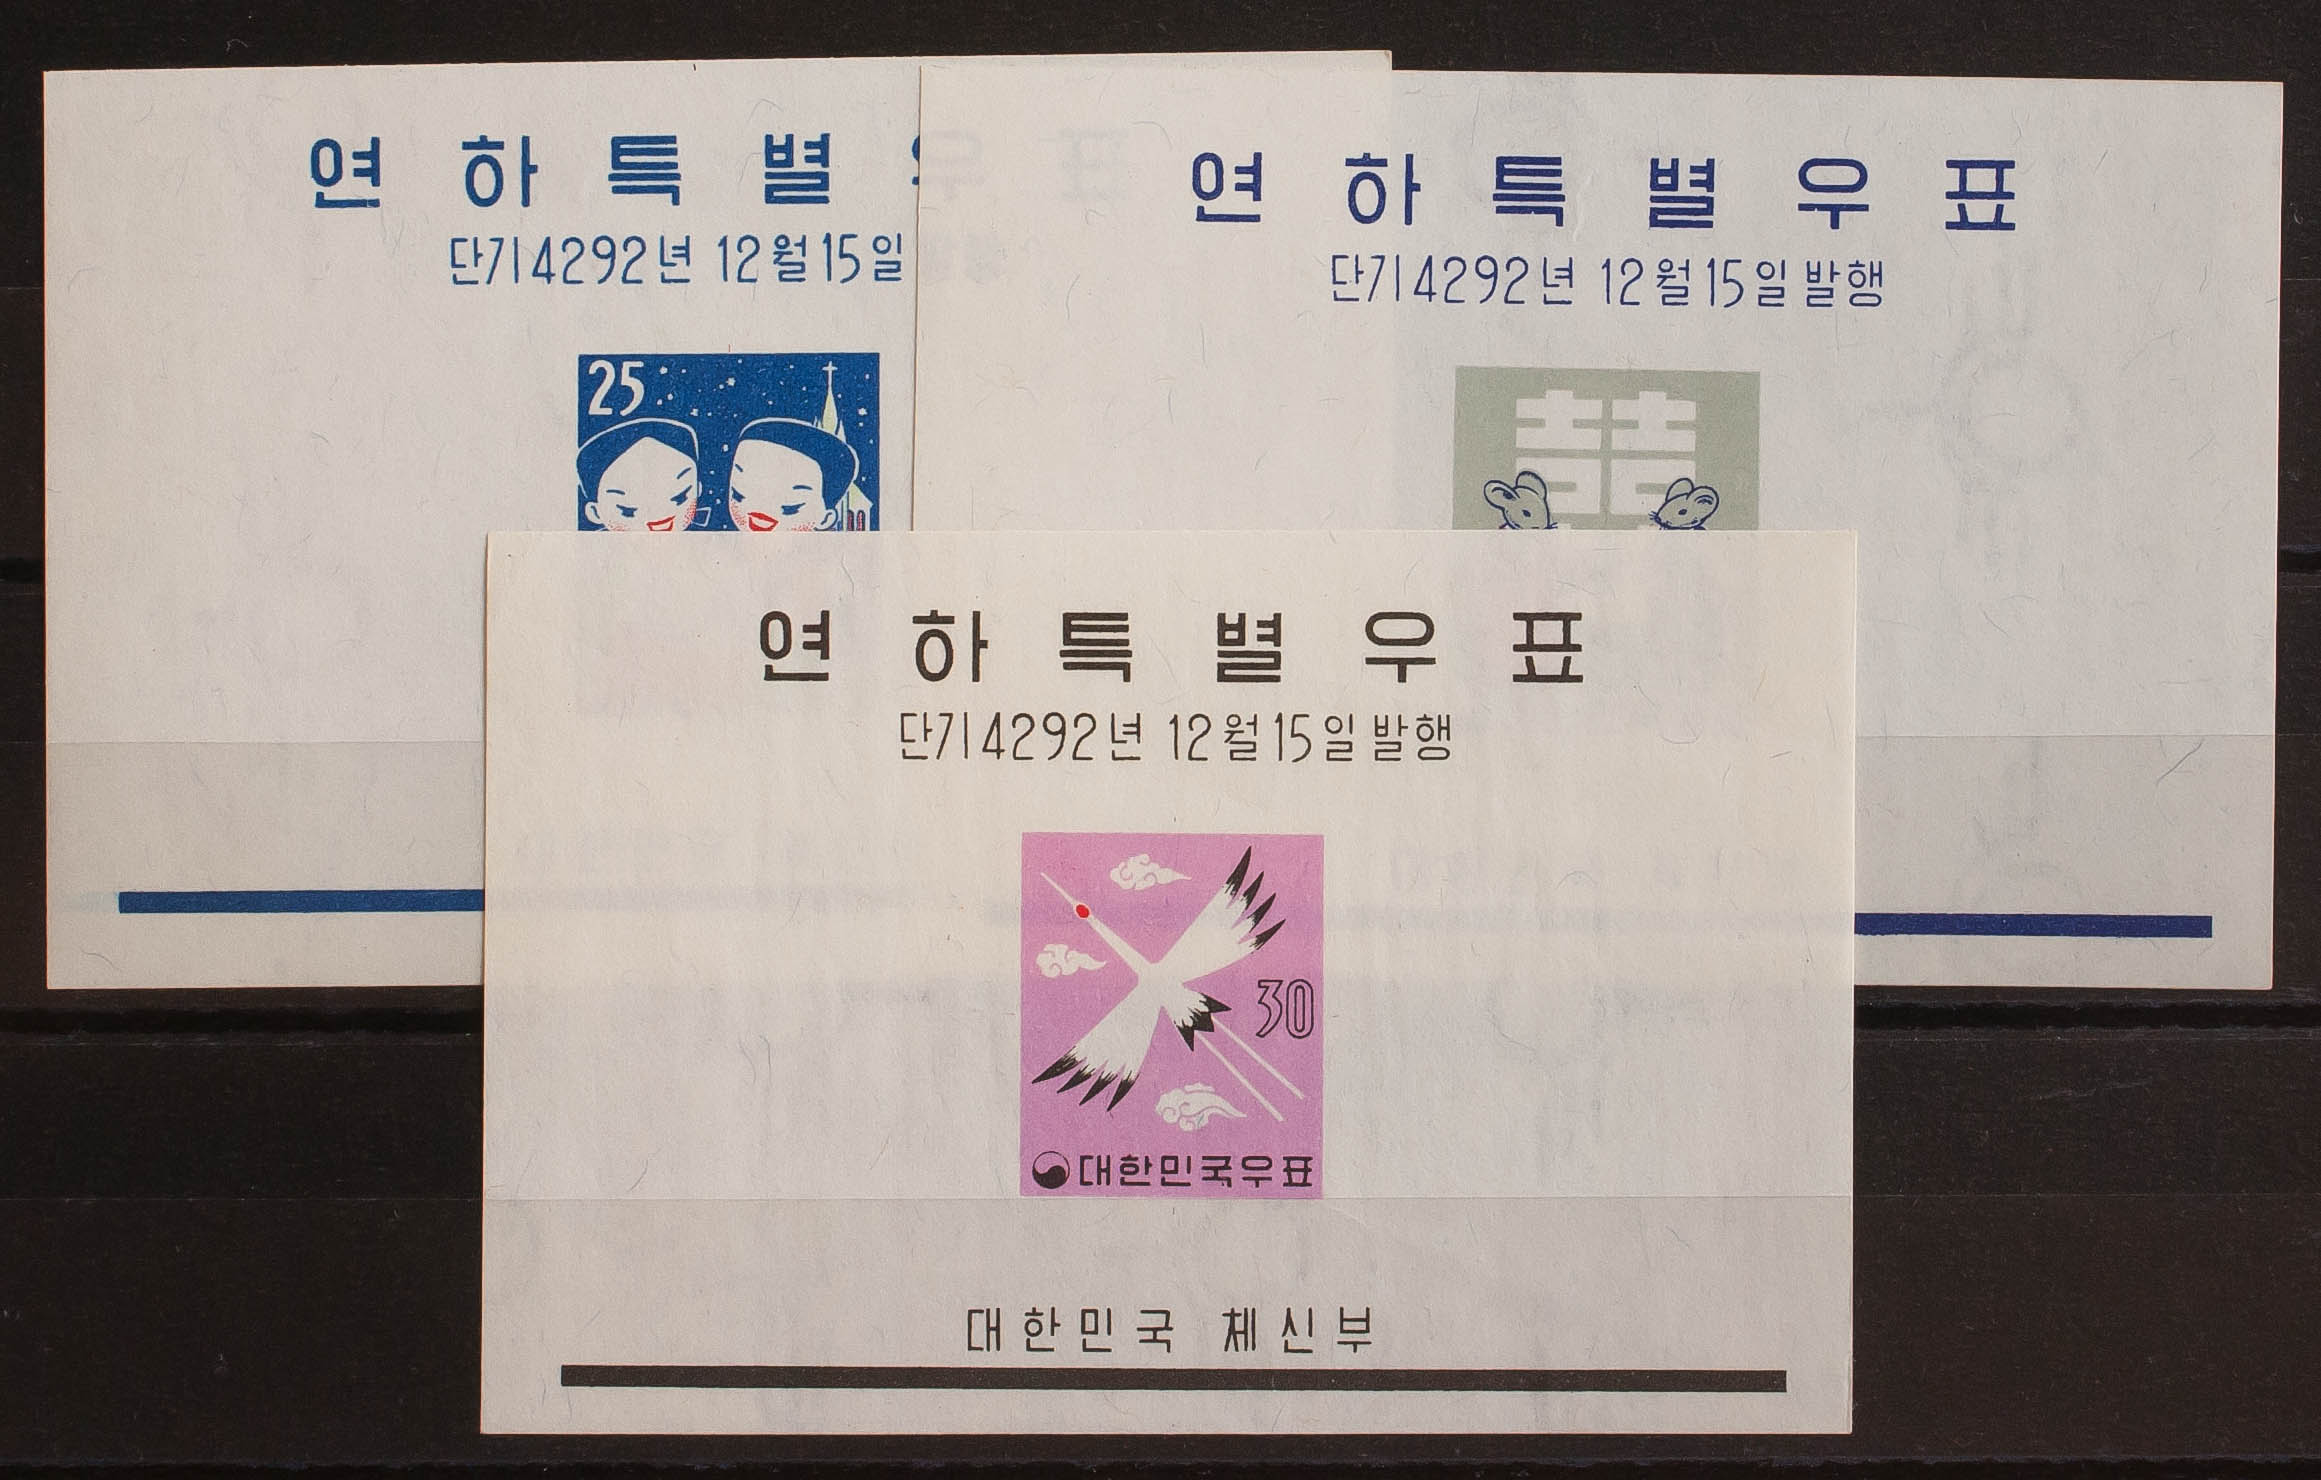 연하특별
단기4292년 12월15일
25
연하특별우표
단기4292년 12월15일발행
囍
연하특별우표
단기4292년 12월15일발행
30
대한민국우표
대한민국 체신부